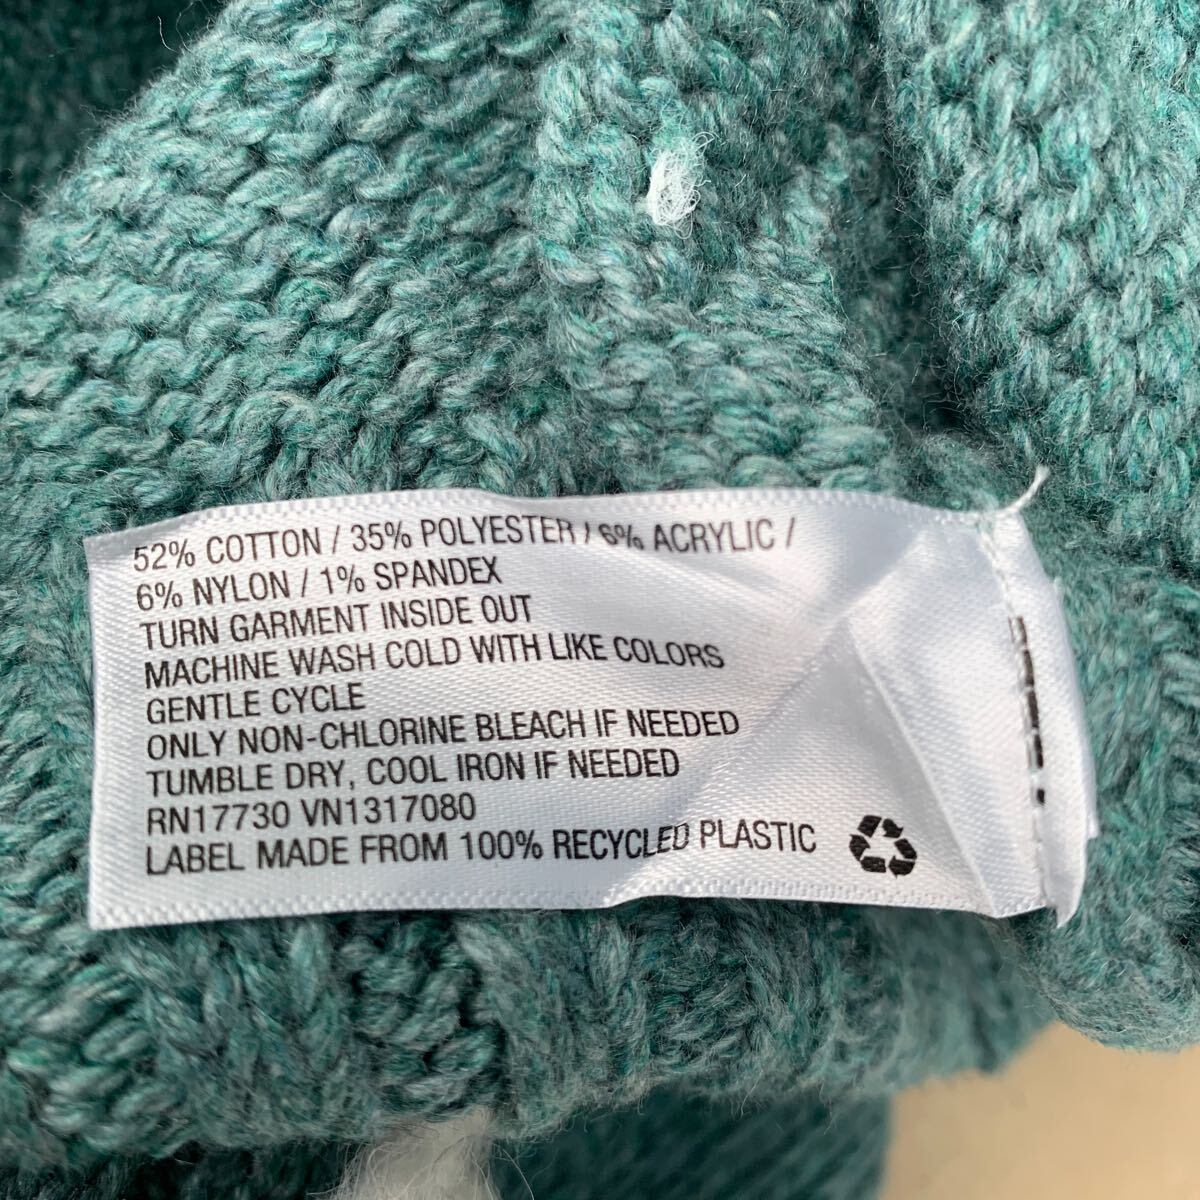 52% COTTON / 35% POLYESTER / 6% ACRYLIC /
6% NYLON / 1% SPANDEX
TURN GARMENT INSIDE OUT
MACHINE WASH COLD WITH LIKE COLORS
GENTLE CYCLE
ONLY NON-CHLORINE BLEACH IF NEEDED
TUMBLE DRY, COOL IRON IF NEEDED
RN17730 VN1317080
LABEL MADE FROM 100% RECYCLED PLASTIC